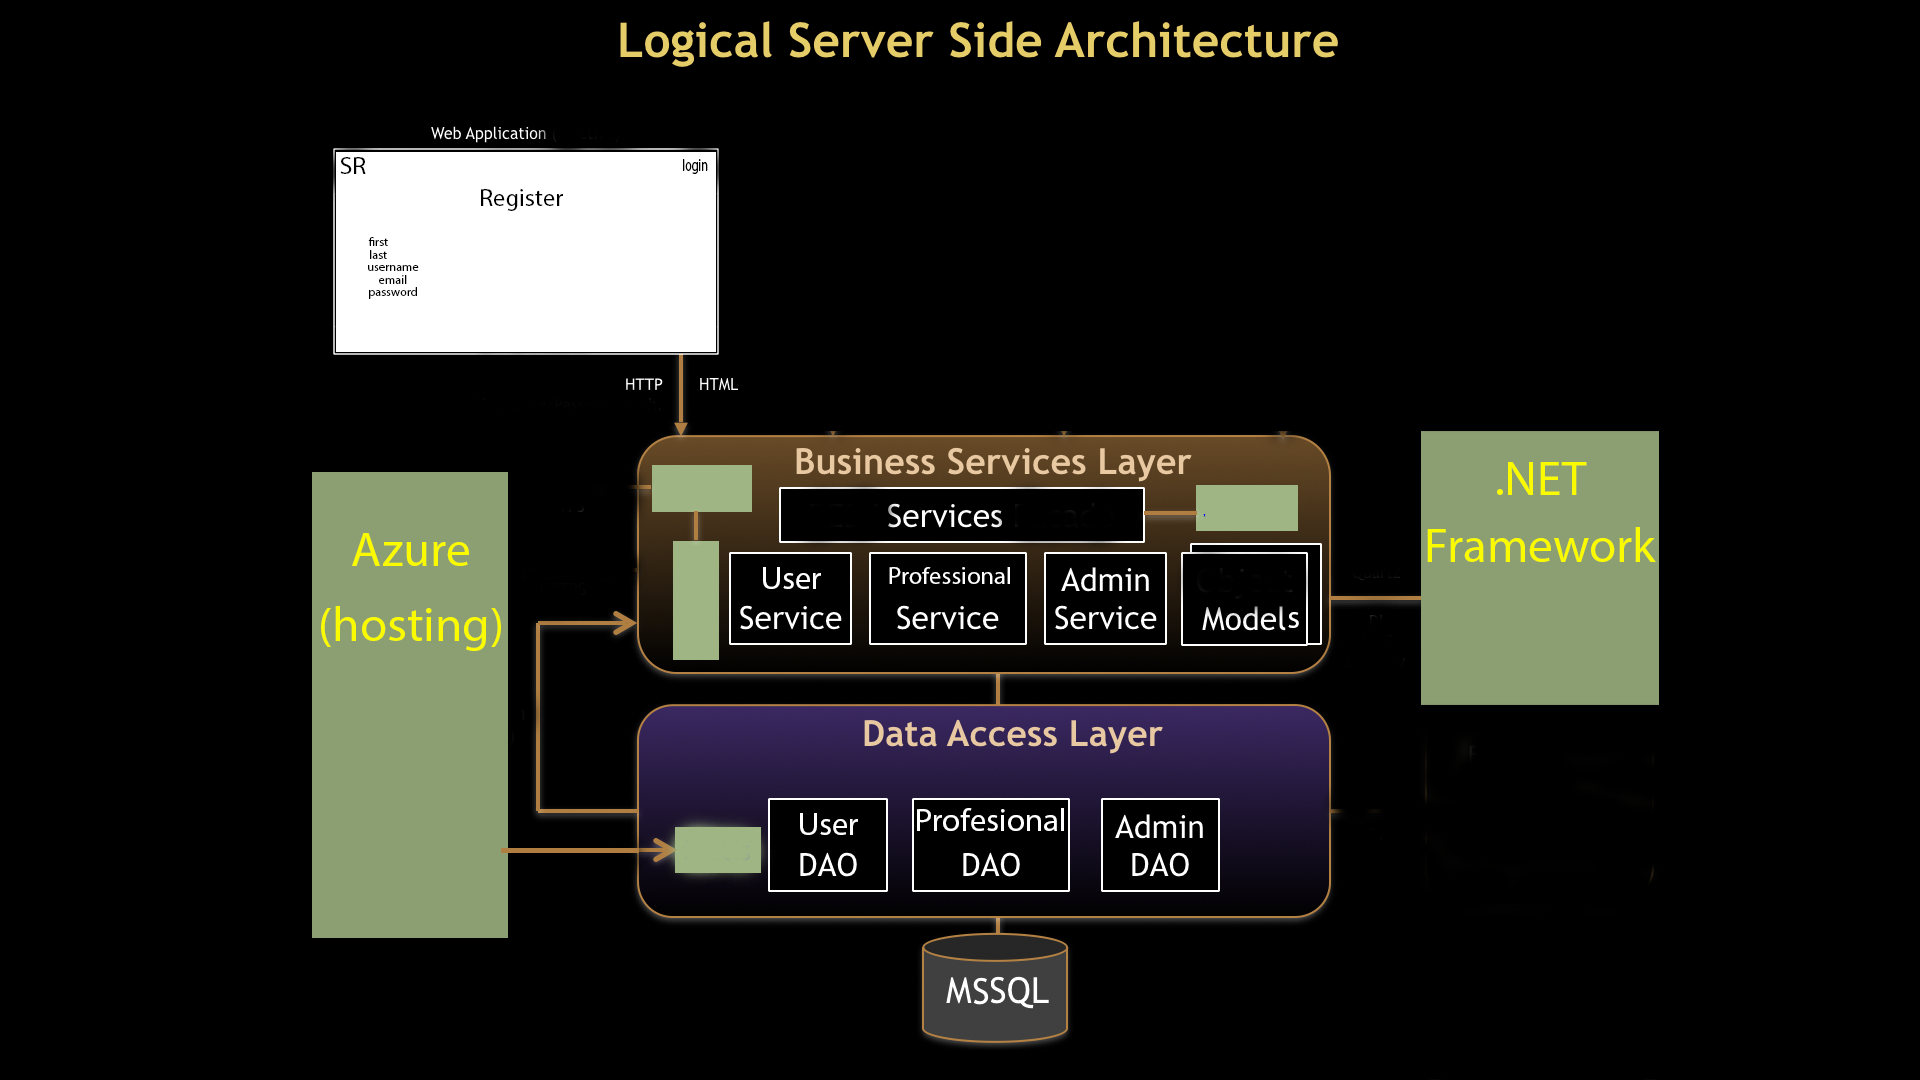 Logical Server Side Architecture
Web Application
SR
login
Register
first
last
username
email
password
HTTP
HTML
Business Services Layer
Services
User
Service
Professional
Service
Admin
Service
Models
Azure
(hosting)
.NET
Framework
Data Access Layer
User
DAO
Profesional
DAO
Admin
DAO
MSSQL